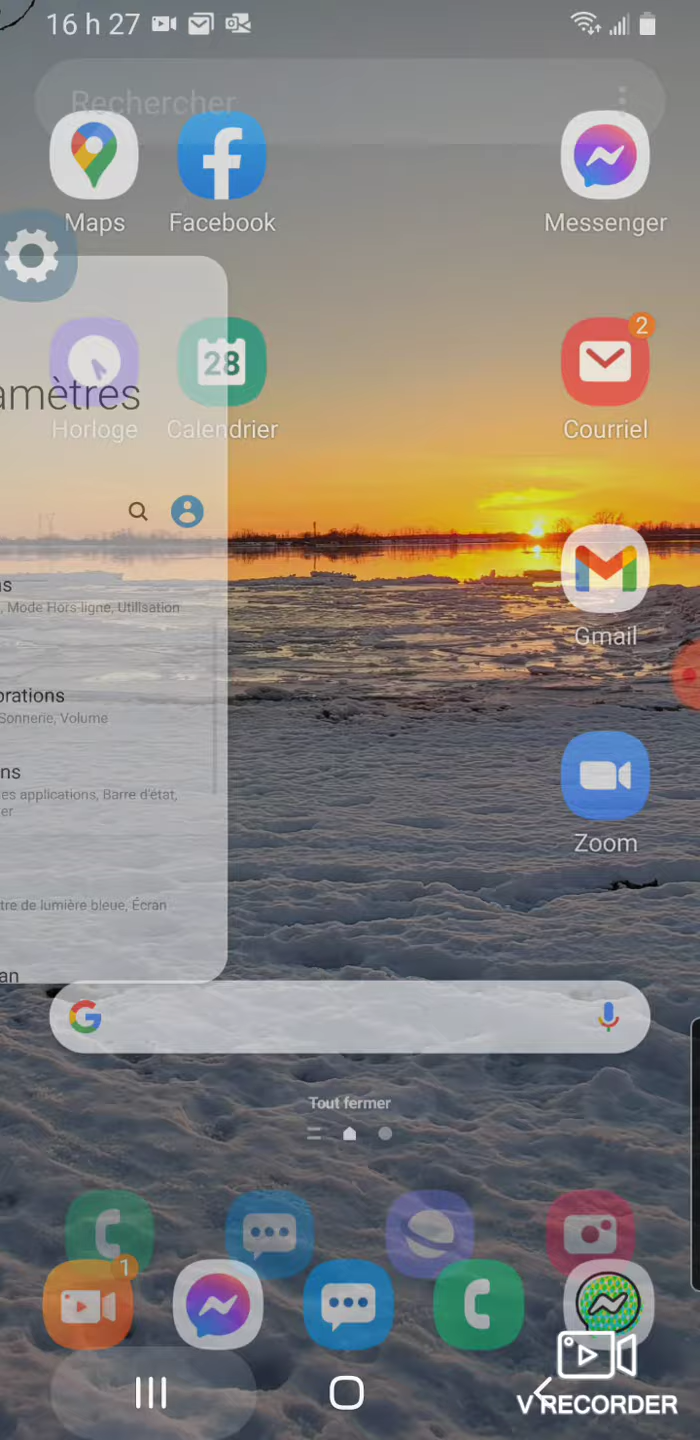 16 h 27
Rechercher
Maps
Facebook
Messenger
28
2
amètres
Horloge
Calendrier
Courriel
ns
, Mode Hors ligne, Utilisation
Gmail
orations
Sonnerie, Volume
ns
es applications, Barre d'état,
er
Zoom
tre de lumière bleue, Écran
an
Tout fermer
1
V RECORDER